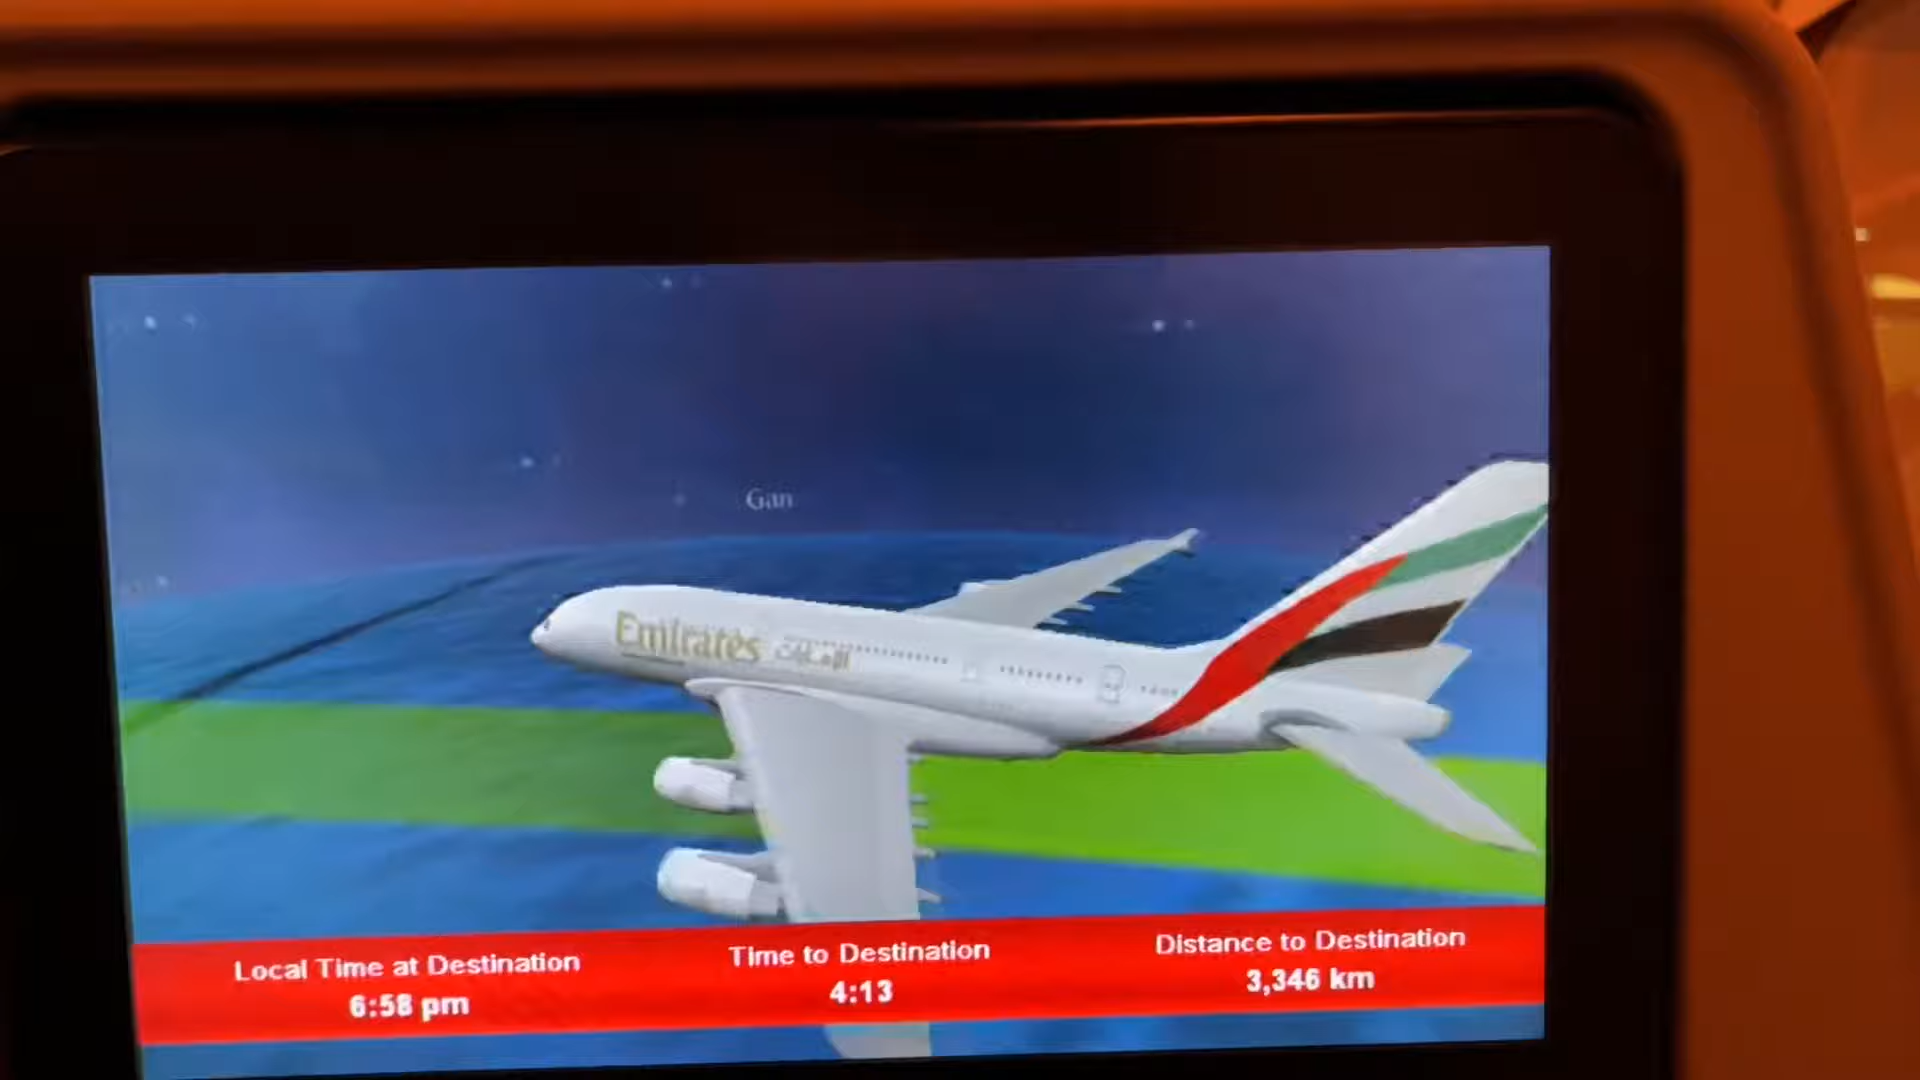 Gan
Emirates
Local Time at Destination
6:58 pm
Time to Destination
4:13
Distance to Destination
3,346 km